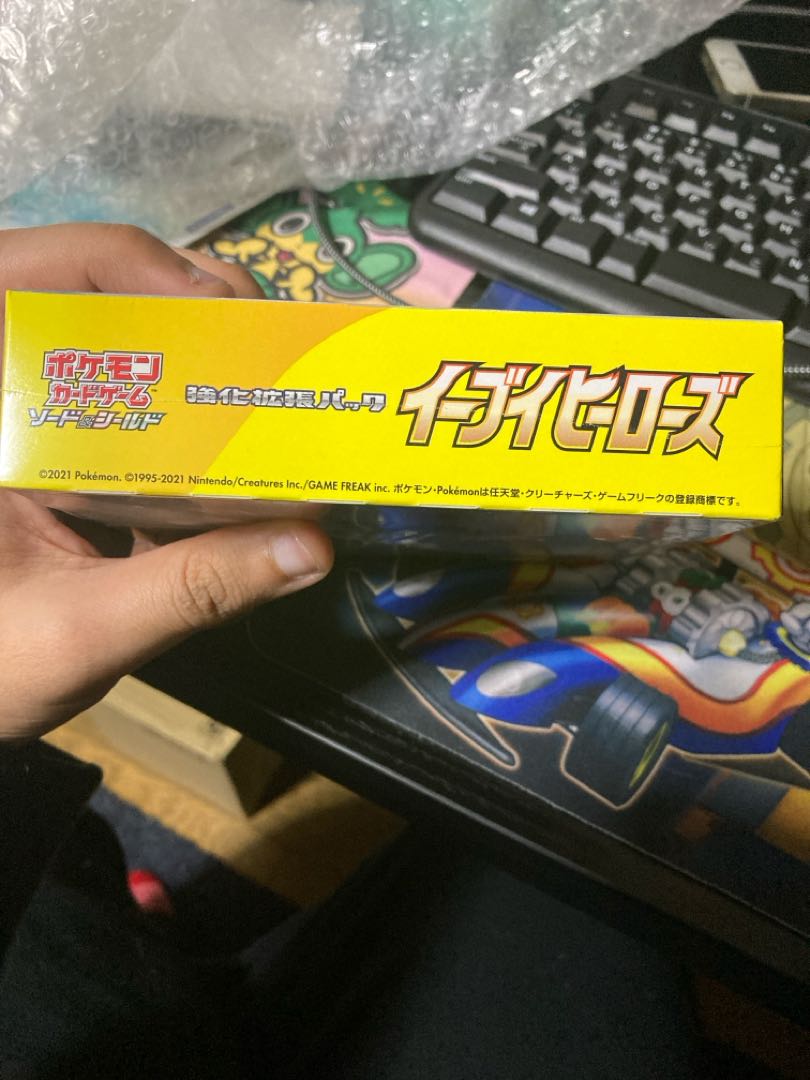 ポケモン
カードゲーム
ソード&シールド
強化拡張パック
イーブイヒーローズ
©2021 Pokémon. ©1995-2021 Nintendo/Creatures Inc./GAME FREAK inc. ポケモン・Pokémonは任天堂・クリーチャーズ・ゲームフリークの登録商標です。